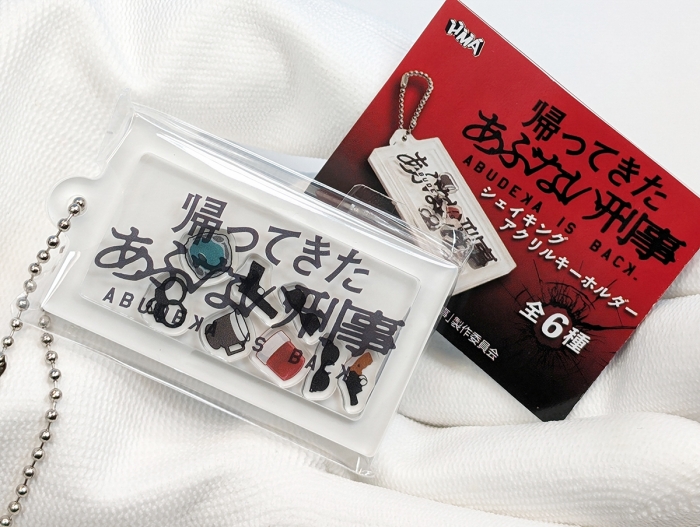 HMA
帰ってきた
あぶない刑事
ABUDEKA IS BACK.
シェイキング
アクリルキーホルダー
全6種
」製作委員会
帰ってきた
あぶない刑事
ABUDEKA IS BACK